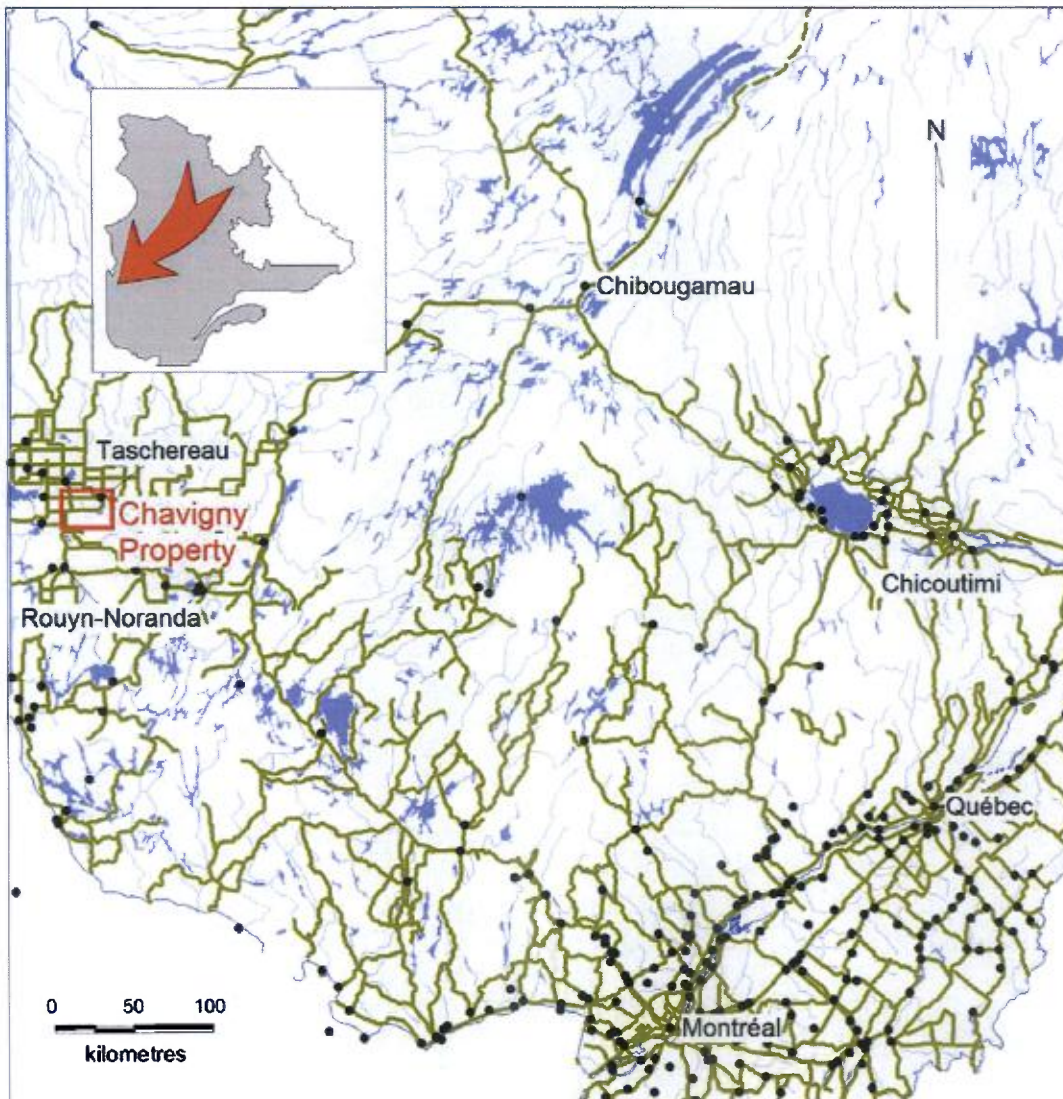 N
Chibougamau
Taschereau
Chavigny
Property
Chicoutimi
Rouyn-Noranda
Québec
0 50 100
kilometres
Montréal